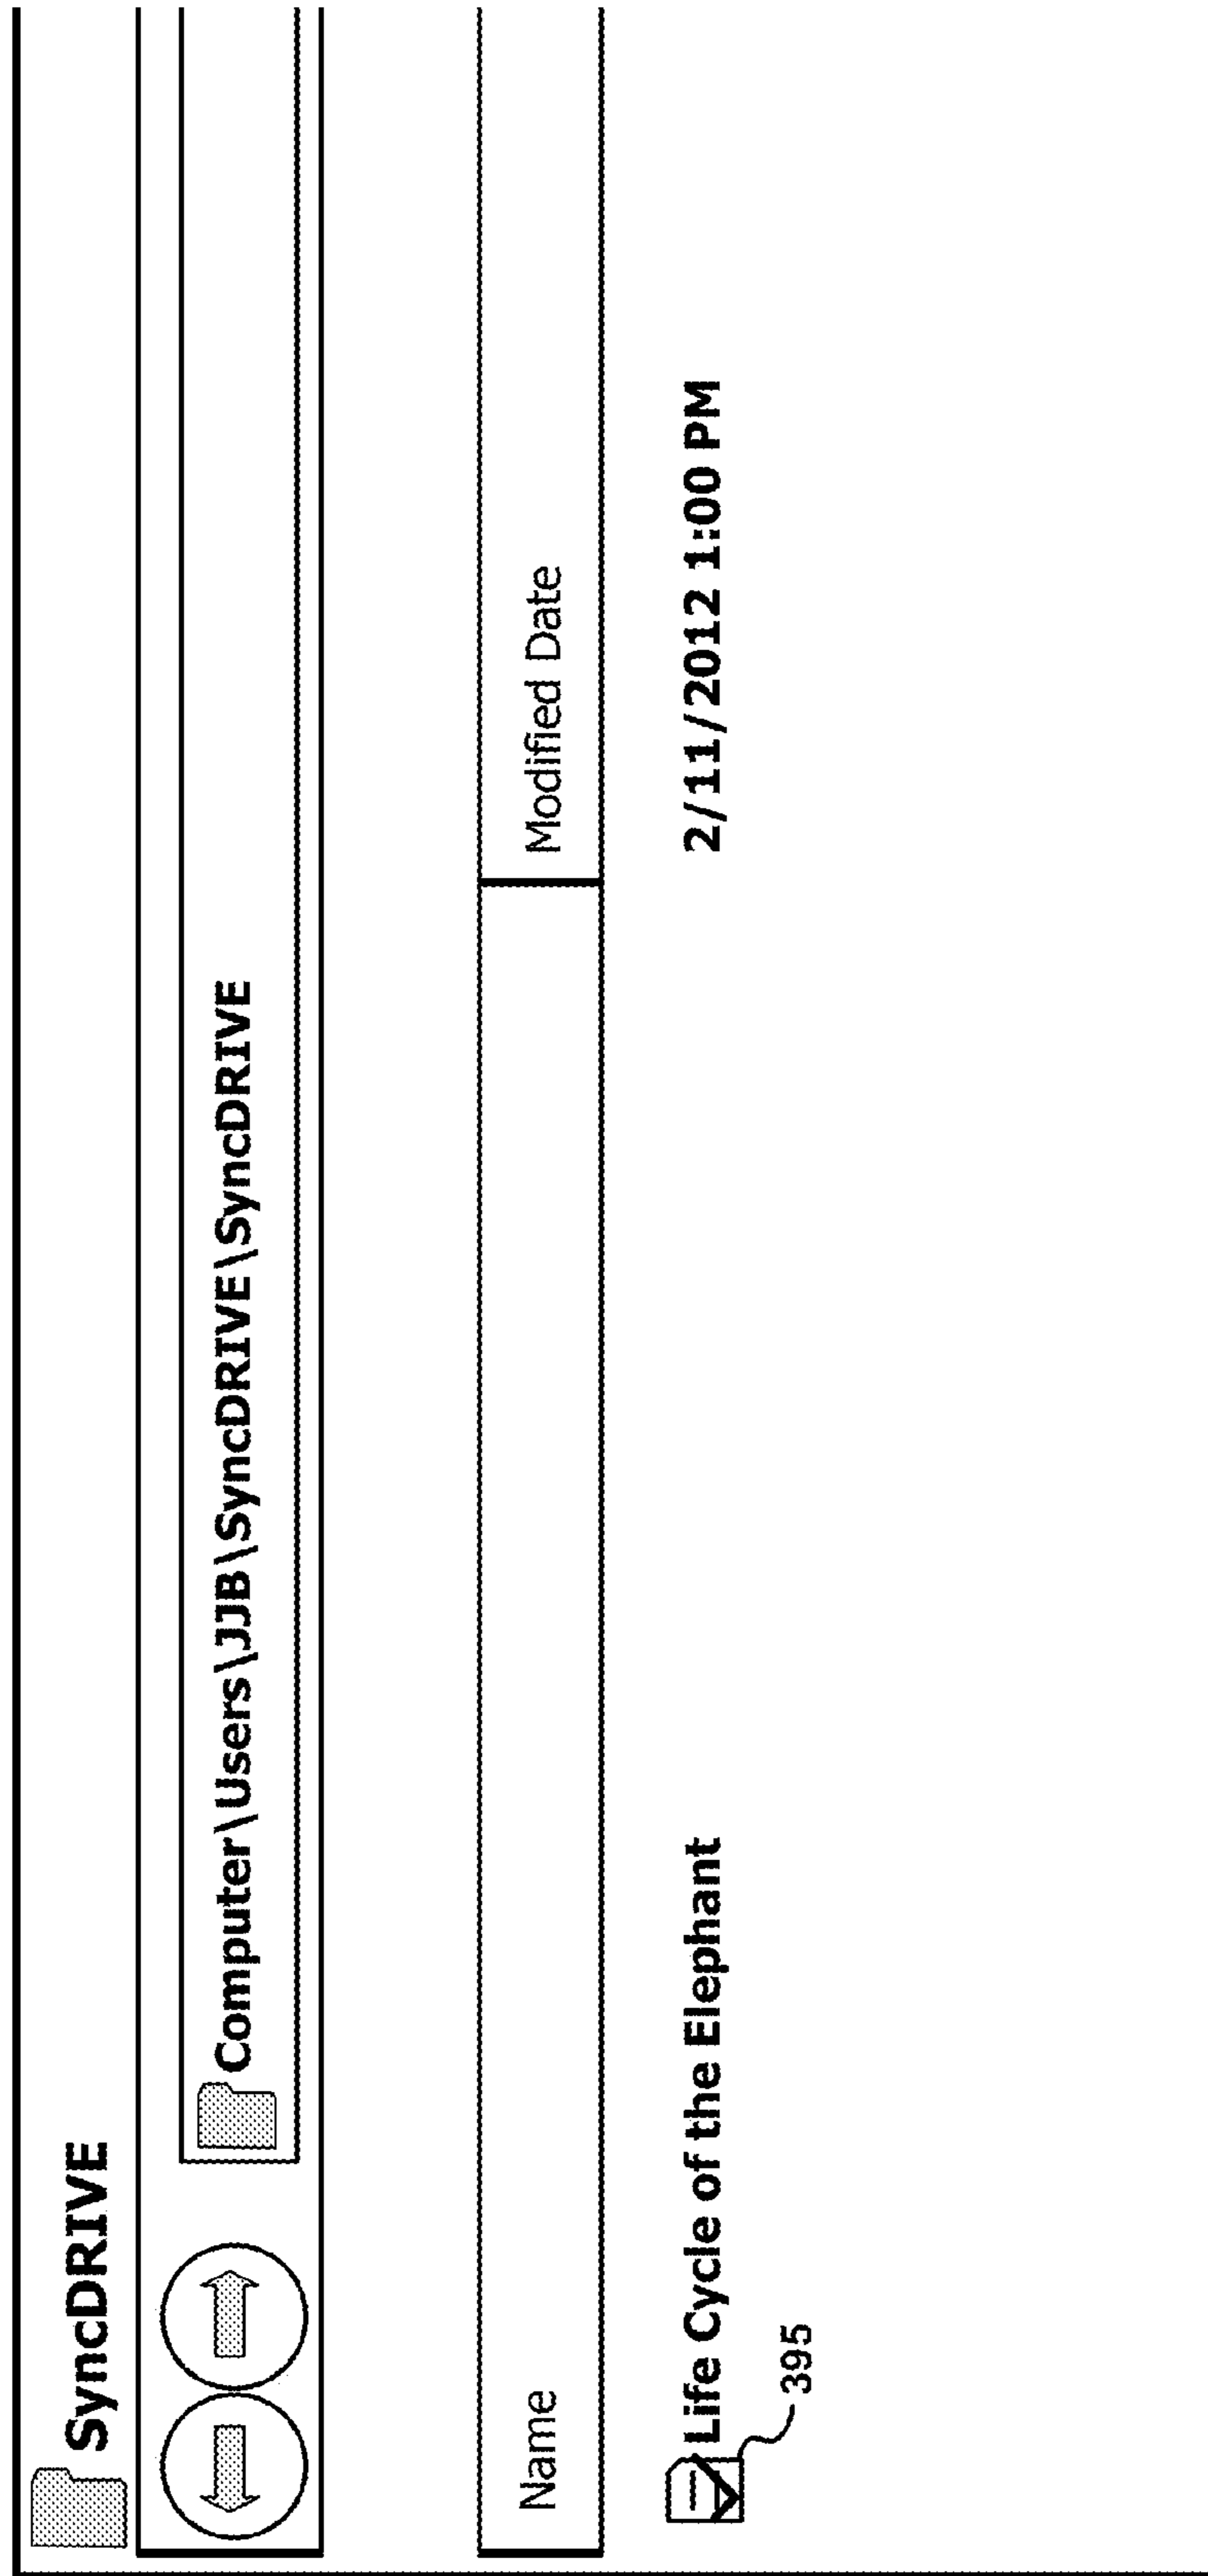 SyncDRIVE
Computer\Users\JJB\SyncDRIVE\SyncDRIVE
Name Modified Date
Life Cycle of the Elephant 2/11/2012 1:00 PM
395